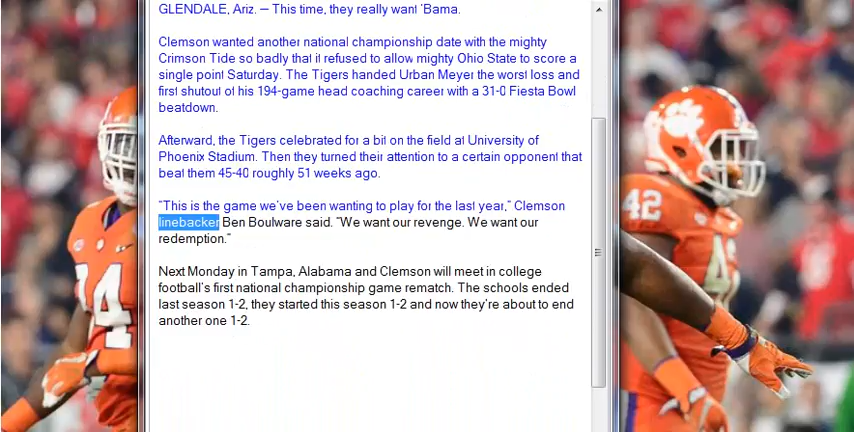 GLENDALE, Ariz. — This time, they really want ‘Bama.
Clemson wanted another national championship date with the mighty
Crimson Tide so badly that it refused to allow mighty Ohio State to score a
single point Saturday. The Tigers handed Urban Meyer the worst loss and
first shutout of his 194-game head coaching career with a 31-0 Fiesta Bowl
beatdown.
Afterward, the Tigers celebrated for a bit on the field at University of
Phoenix Stadium. Then they turned their attention to a certain opponent that
beat them 45-40 roughly 51 weeks ago.
“This is the game we’ve been wanting to play for the last year,” Clemson
linebacker Ben Boulware said. “We want our revenge. We want our
redemption.”
Next Monday in Tampa, Alabama and Clemson will meet in college
football’s first national championship game rematch. The schools ended
last season 1-2, they started this season 1-2 and now they’re about to end
another one 1-2.
42